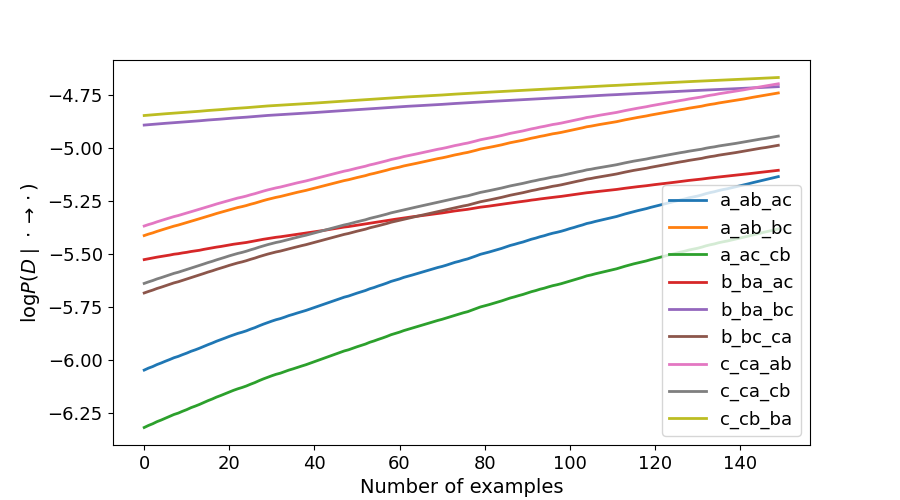 −4.75
−5.00
−5.25
−5.50
−5.75
−6.00
−6.25
logP(D | · → · )
0 20 40 60 80 100 120 140
Number of examples
a_ab_ac
a_ab_bc
a_ac_cb
b_ba_ac
b_ba_bc
b_bc_ca
c_ca_ab
c_ca_cb
c_cb_ba